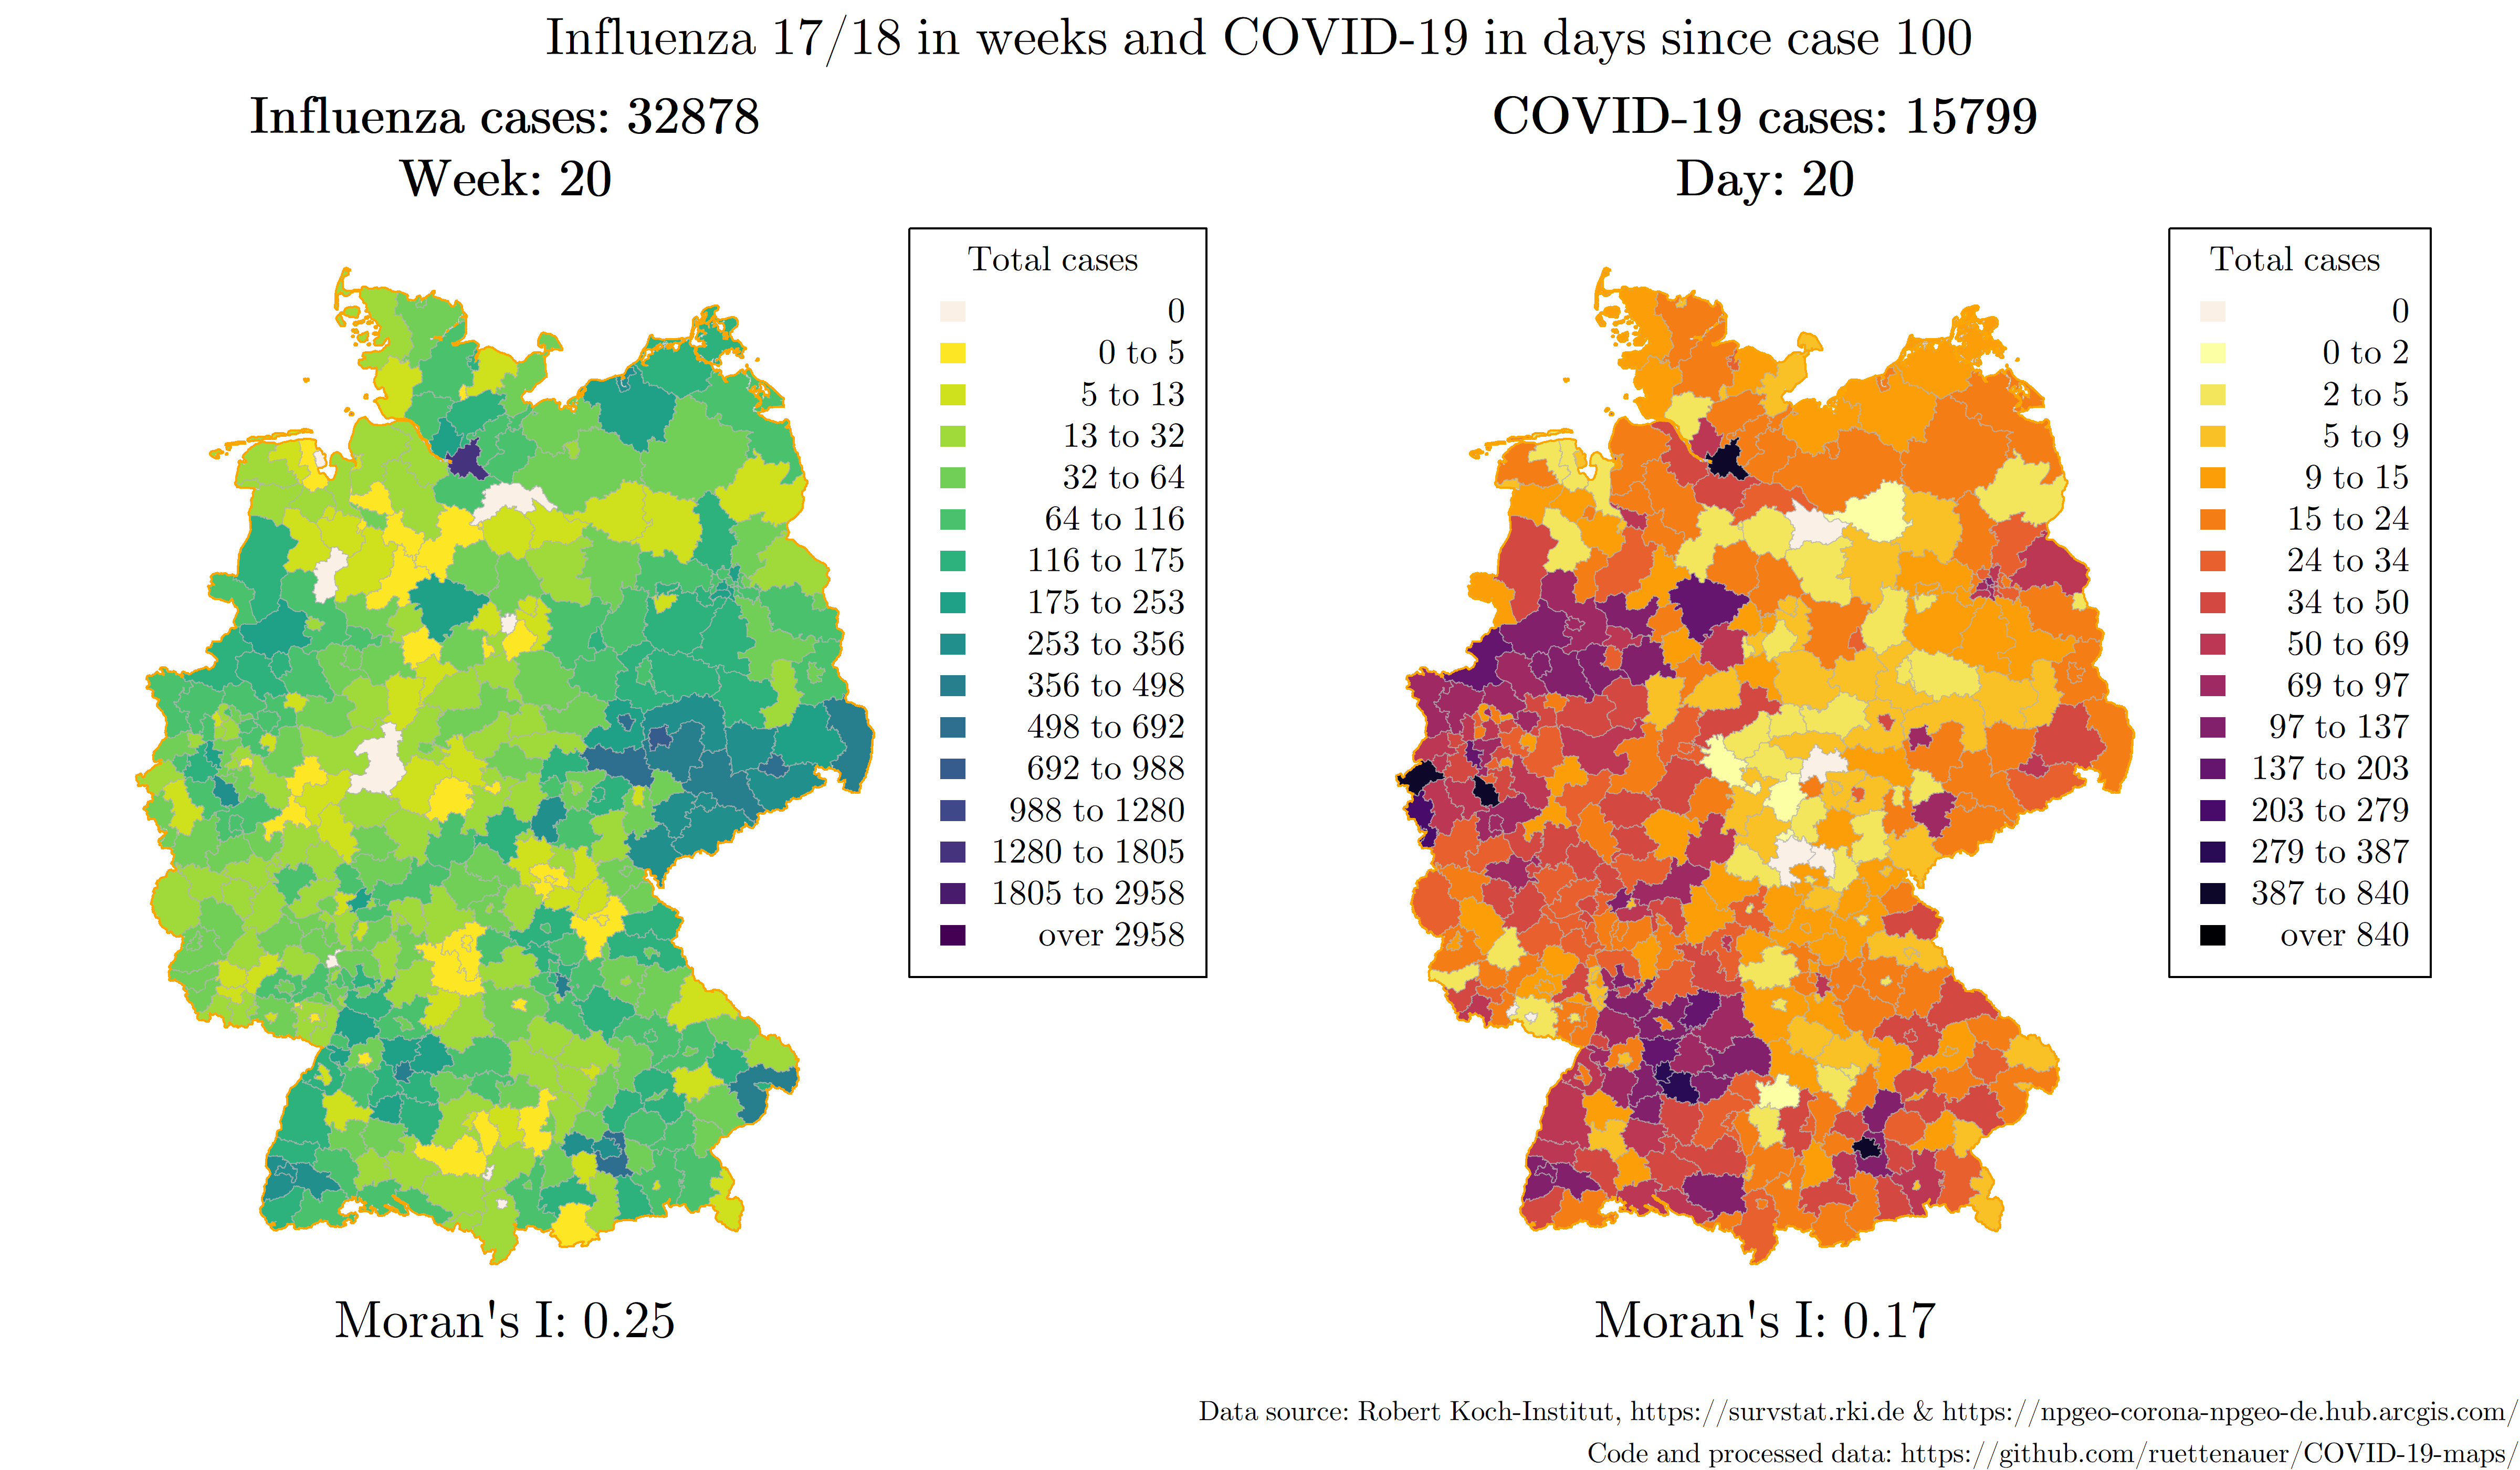 Influenza 17/18 in weeks and COVID-19 in days since case 100
Influenza cases: 32878
Week: 20
Total cases
0
0 to 5
5 to 13
13 to 32
32 to 64
64 to 116
116 to 175
175 to 253
253 to 356
356 to 498
498 to 692
692 to 988
988 to 1280
1280 to 1805
1805 to 2958
over 2958
Moran's I: 0.25
COVID-19 cases: 15799
Day: 20
Total cases
0
0 to 2
2 to 5
5 to 9
9 to 15
15 to 24
24 to 34
34 to 50
50 to 69
69 to 97
97 to 137
137 to 203
203 to 279
279 to 387
387 to 840
over 840
Moran's I: 0.17
Data source: Robert Koch-Institut, https://survstat.rki.de & https://npgeo-corona-npgeo-de.hub.arcgis.com/
Code and processed data: https://github.com/ruettenauer/COVID-19-maps/